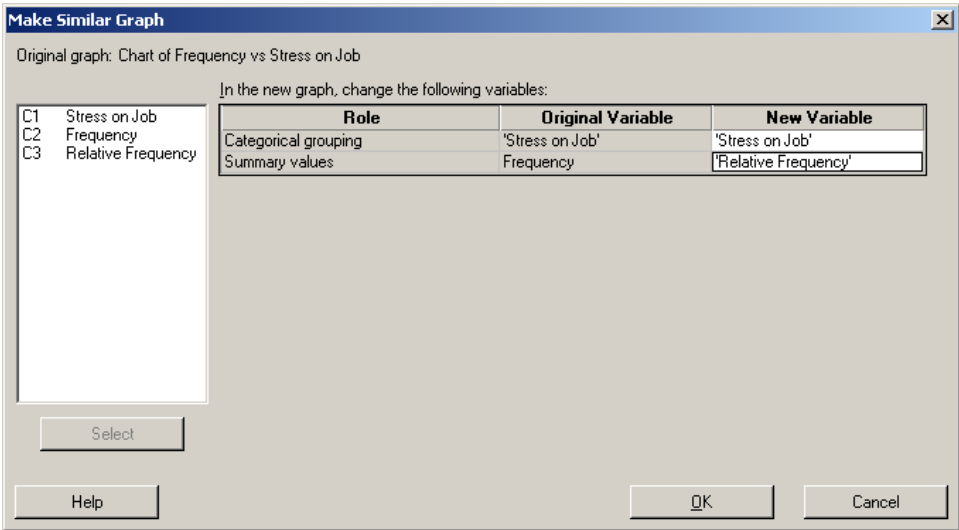 Make Similar Graph
Original graph: Chart of Frequency vs Stress on Job
In the new graph, change the following variables:
C1 Stress on Job
C2 Frequency
C3 Relative Frequency
Role Original Variable New Variable
Categorical grouping 'Stress on Job' 'Stress on Job'
Summary values Frequency 'Relative Frequency'
Select
Help OK Cancel